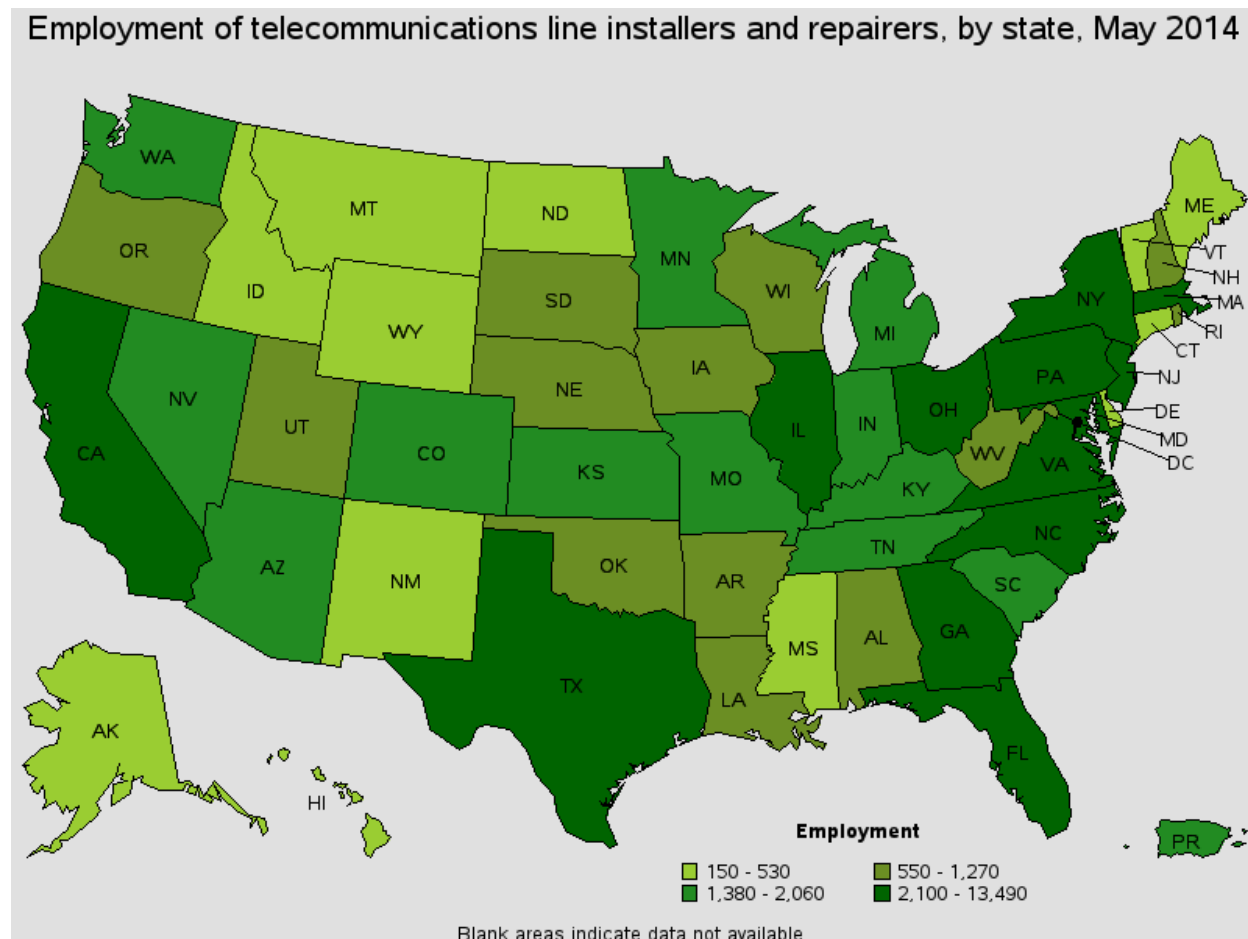 Employment of telecommunications line installers and repairers, by state, May 2014
WA
MT
ND
ME
OR
MN
VT
ID
SD
WI
NH
NY
MA
WY
MI
RI
CT
IA
NE
PA
NJ
NV
OH
DE
UT
IL
IN
MD
CA
CO
WV
VA
DC
KS
MO
KY
NC
TN
AZ
OK
NM
AR
SC
GA
MS
AL
TX
LA
AK
FL
HI
PR
Employment
150 - 530 550 - 1,270
1,380 - 2,060 2,100 - 13,490
Blank areas indicate data not available